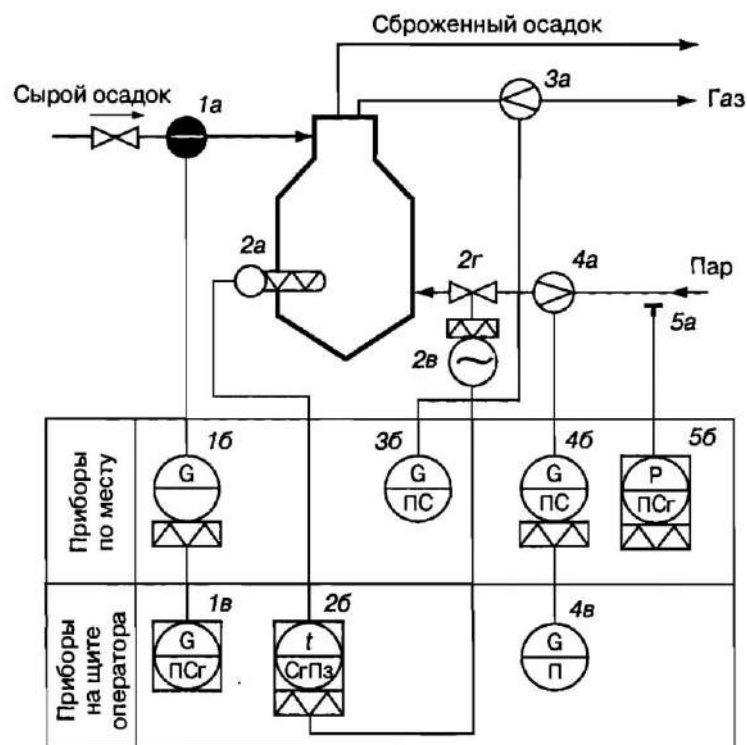 Сброженный осадок
3а
Сырой осадок
1а
Газ
2а
2г
4а
Пар
5а
2в
Приборы
по месту
1б
G
3б
G
ПС
4б
G
ПС
5б
P
ПСг
Приборы
на щите
оператора
1в
G
ПСг
2б
t
СгПз
4в
G
П